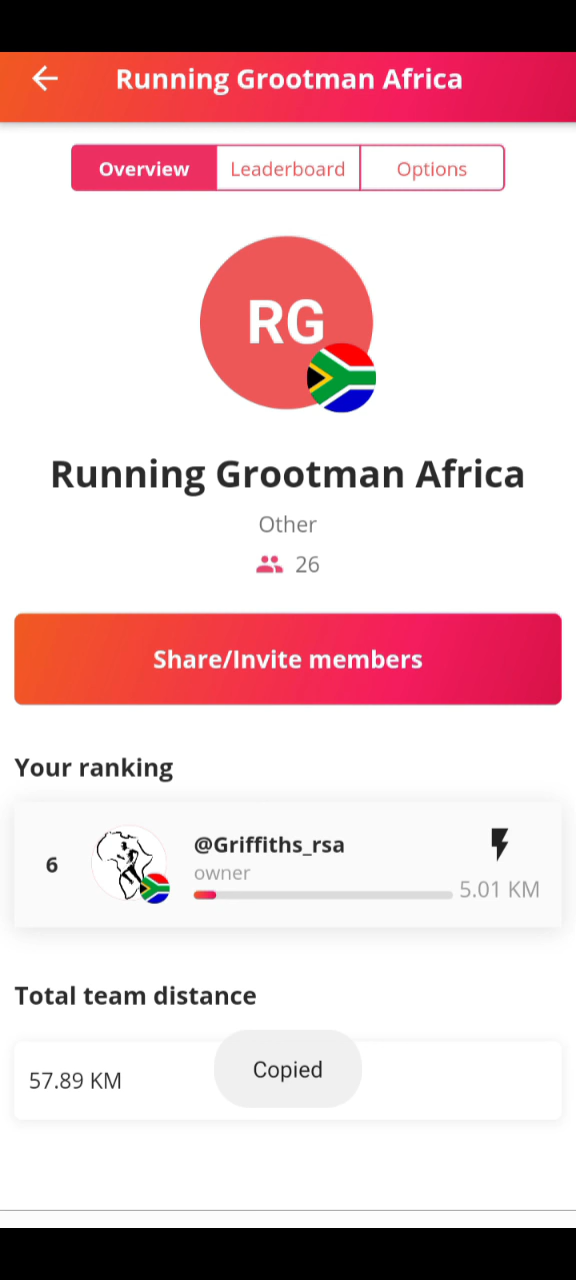 Running Grootman Africa
Overview Leaderboard Options
RG
Running Grootman Africa
Other
26
Share/Invite members
Your ranking
6 @Griffiths_rsa
owner
5.01 KM
Total team distance
57.89 KM
Copied